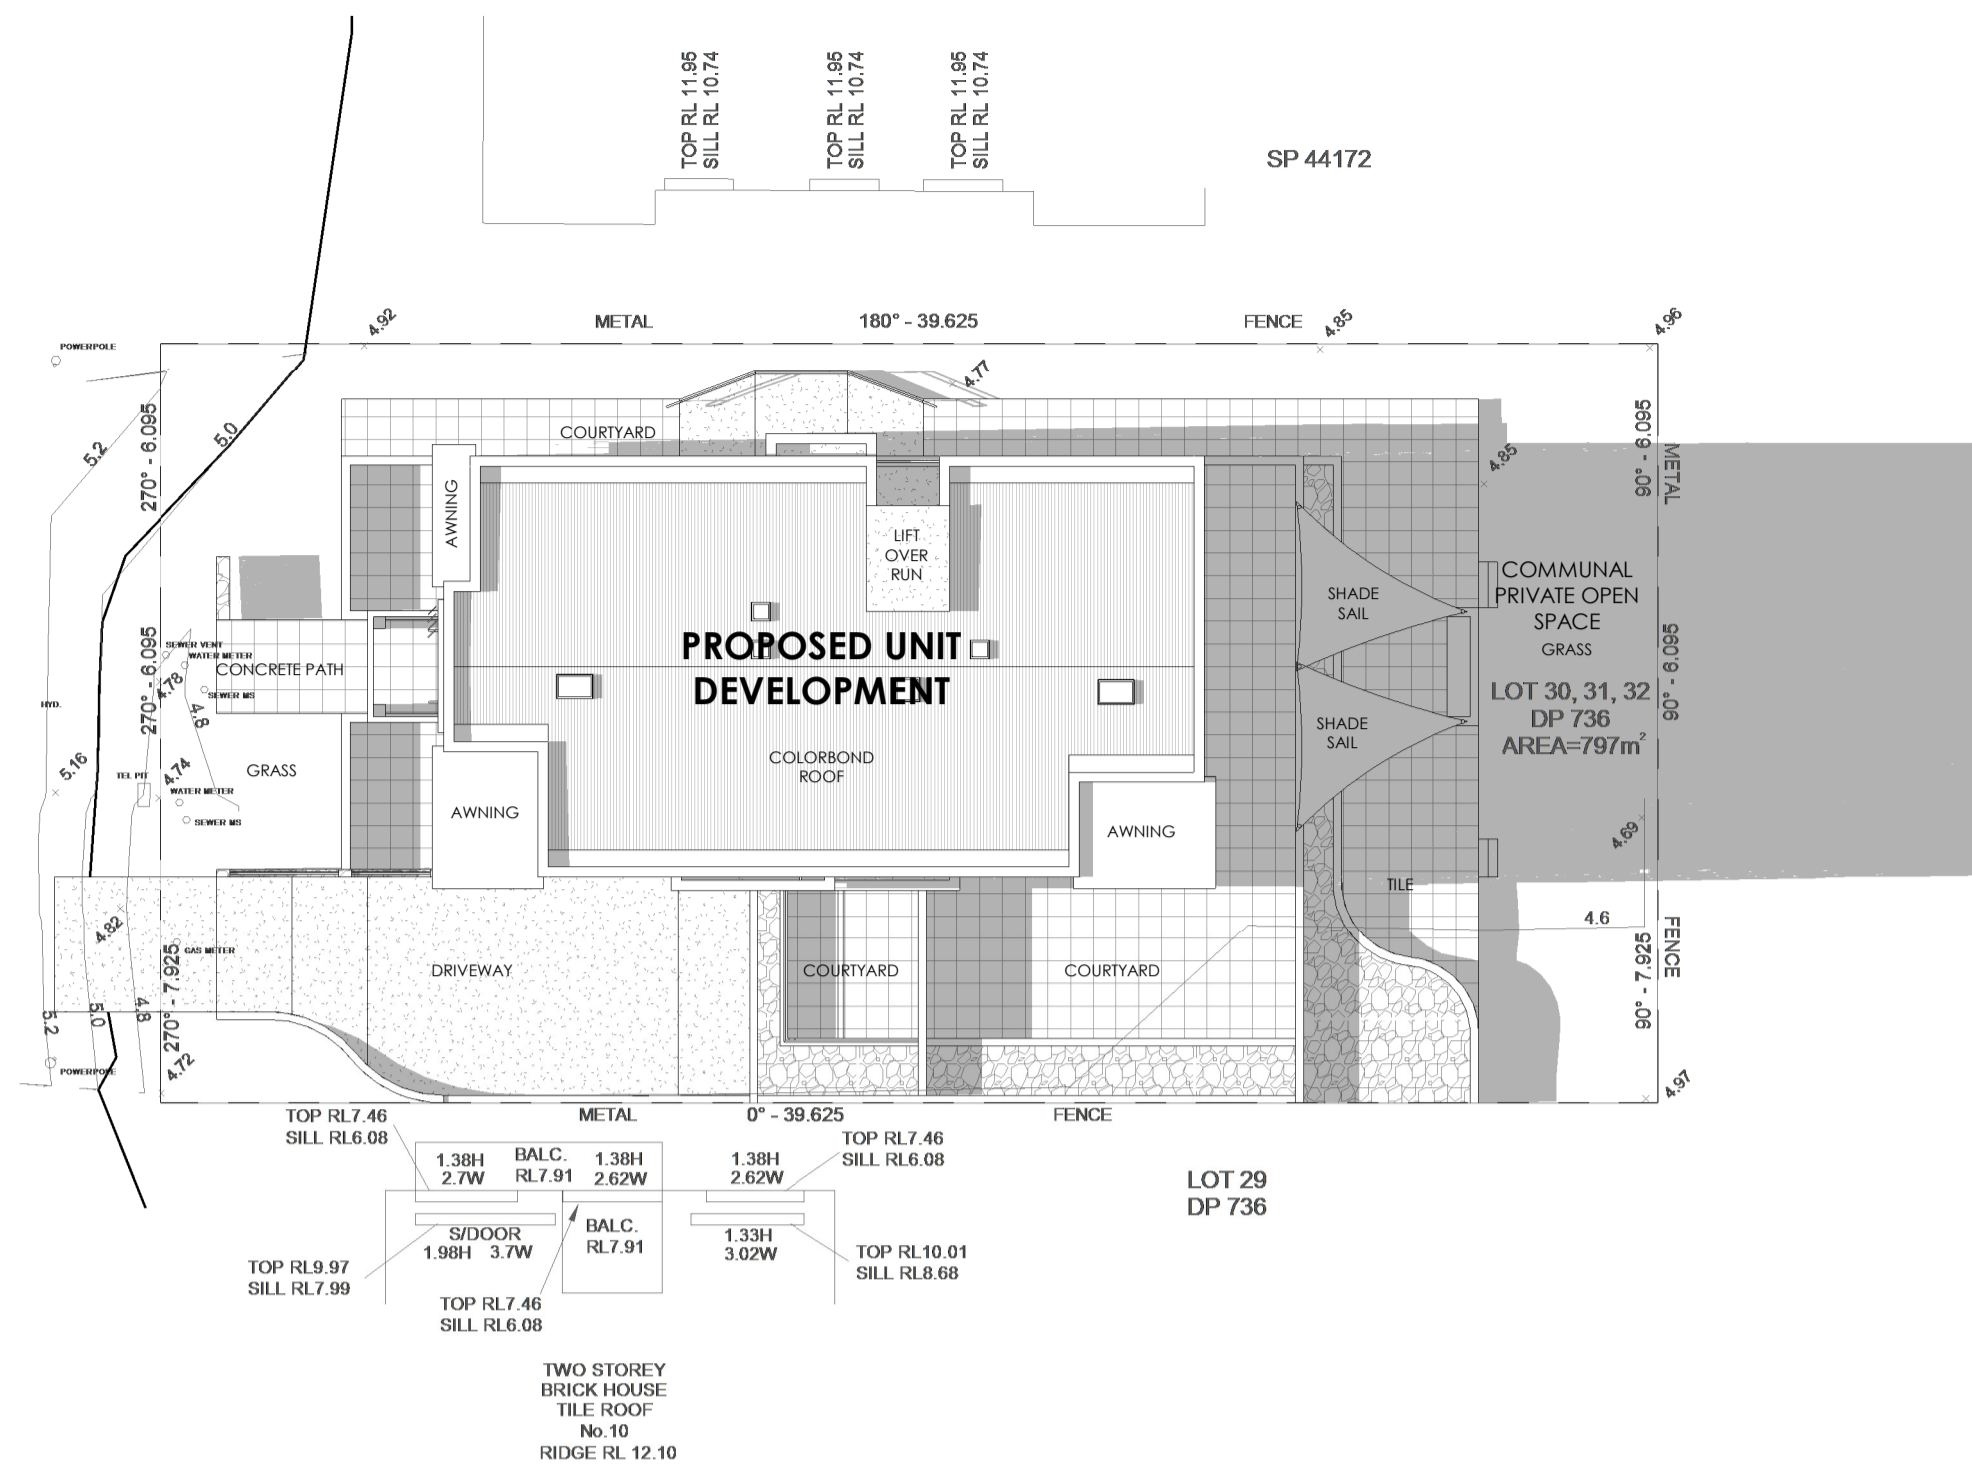 TOP RL 11.95
SILL RL 10.74
TOP RL 11.95
SILL RL 10.74
TOP RL 11.95
SILL RL 10.74
SP 44172
4.92
METAL
180° - 39.625
FENCE
4.85
4.96
POWERPOLE
4.77
270° - 6.095
5.2
5.0
COURTYARD
90° - 6.095
METAL
4.85
AWNING
LIFT
OVER
RUN
SHADE
SAIL
COMMUNAL
PRIVATE OPEN
SPACE
GRASS
270° - 6.095
SEWER VENT
WATER METER
CONCRETE PATH
4.78
SEWER MS
4.8
HYD.
PROPOSED UNIT
DEVELOPMENT
90° - 6.095
LOT 30, 31, 32
DP 736
AREA=797m²
SHADE
SAIL
COLORBOND
ROOF
5.16
TEL PIT
4.74
GRASS
WATER METER
SEWER MS
AWNING
AWNING
4.69
TILE
4.6
4.82
GAS METER
270° - 7.925
DRIVEWAY
COURTYARD
COURTYARD
90° - 7.925
FENCE
5.2
5.0
4.8
4.72
POWERPOLE
4.97
TOP RL7.46
SILL RL6.08
METAL
0° - 39.625
FENCE
1.38H
2.7W
BALC.
RL7.91
1.38H
2.62W
1.38H
2.62W
TOP RL7.46
SILL RL6.08
LOT 29
DP 736
S/DOOR
1.98H 3.7W
BALC.
RL7.91
1.33H
3.02W
TOP RL9.97
SILL RL7.99
TOP RL10.01
SILL RL8.68
TOP RL7.46
SILL RL6.08
TWO STOREY
BRICK HOUSE
TILE ROOF
No.10
RIDGE RL 12.10